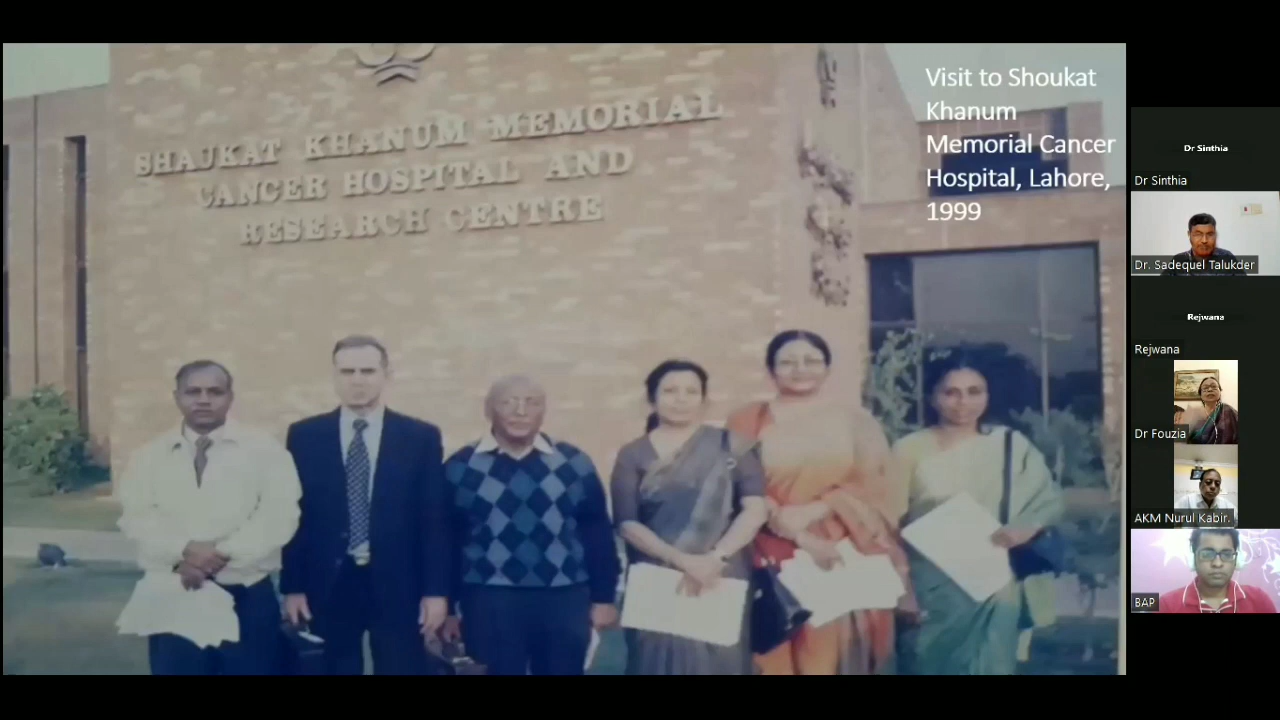 SHAUKAT KHANUM MEMORIAL
CANCER HOSPITAL AND
RESEARCH CENTRE
Visit to Shoukat
Khanum
Memorial Cancer
Hospital, Lahore,
1999
Dr Sinthia
Dr Sinthia
Dr. Sadequel Talukder
Rejwana
Rejwana
Dr Fouzia
AKM Nurul Kabir.
BAP